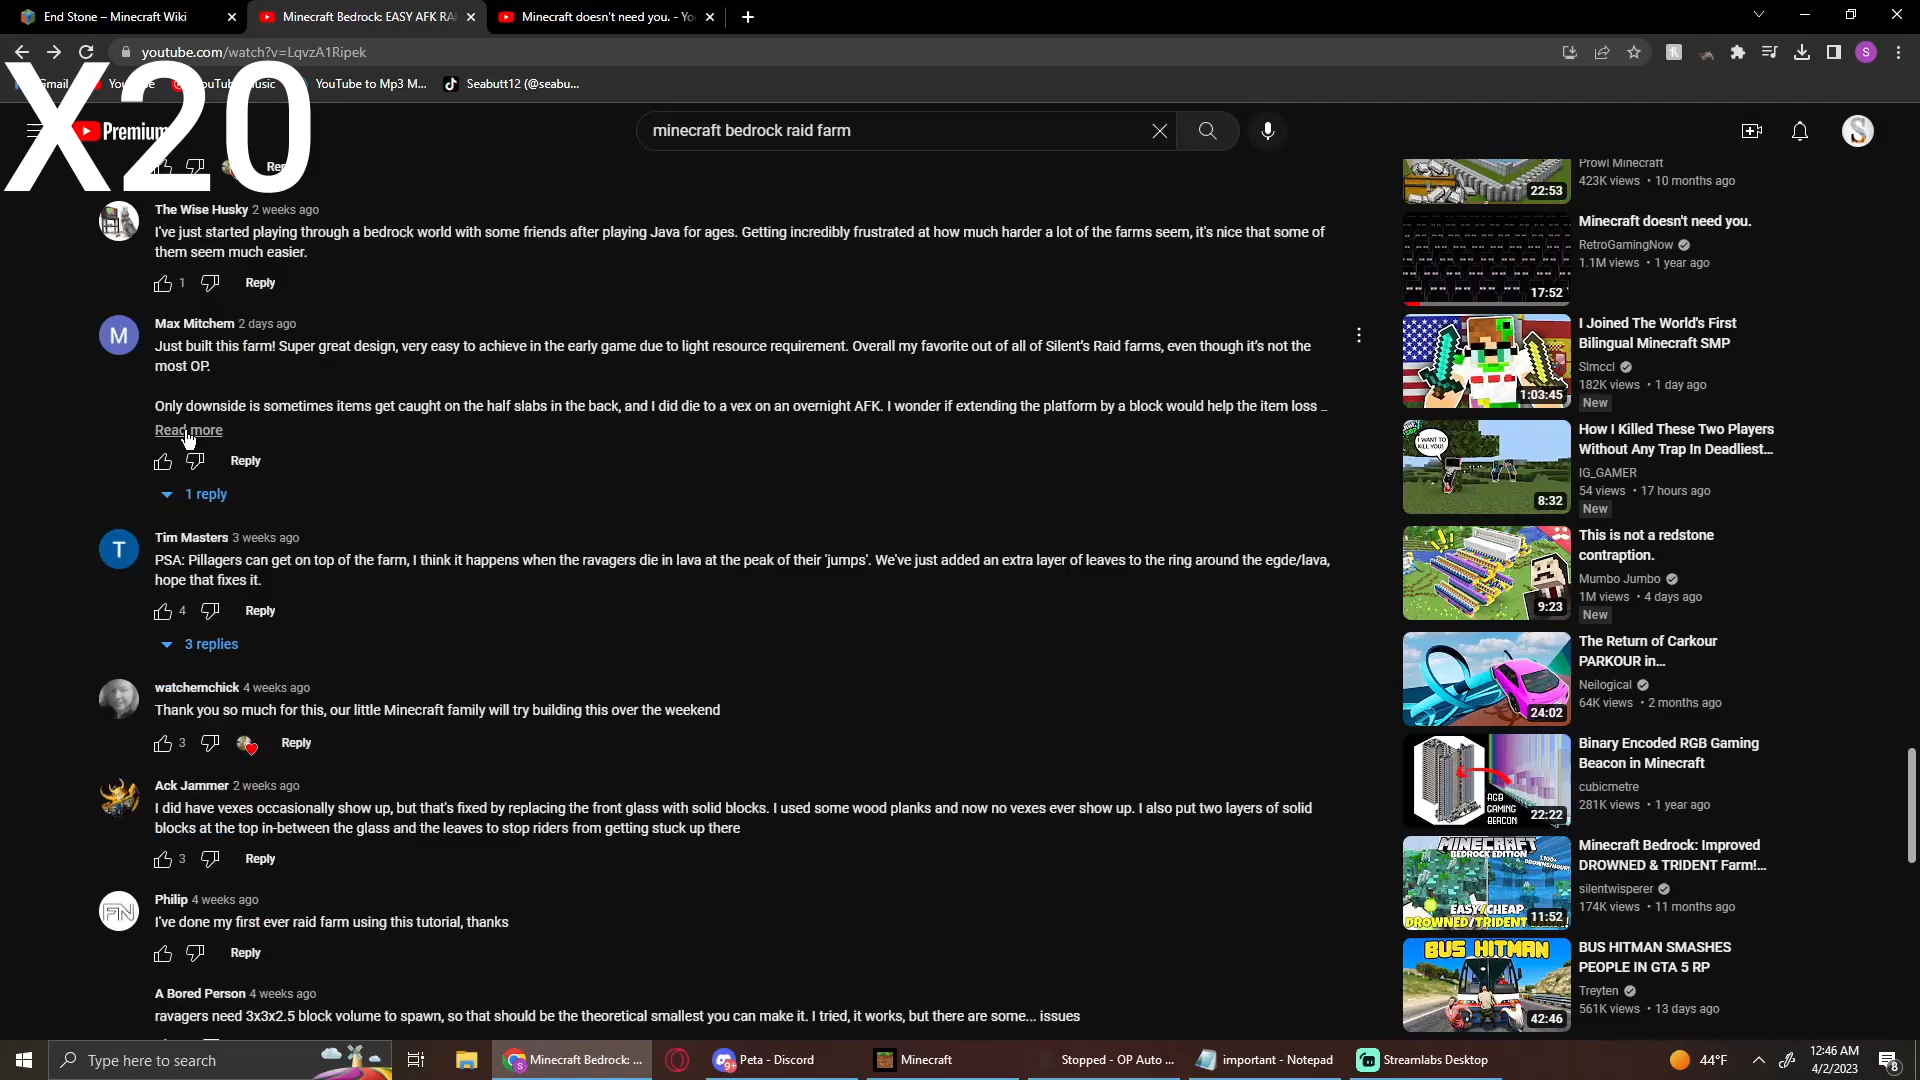 End Stone – Minecraft Wiki
Minecraft Bedrock: EASY AFK RAI
Minecraft doesn't need you. - Yo
youtube.com/watch?v=LqvzA1Ripek
YouTube to Mp3 M...
Seabutt12 (@seabu...
X20
Premium
minecraft bedrock raid farm
The Wise Husky 2 weeks ago
I've just started playing through a bedrock world with some friends after playing Java for ages. Getting incredibly frustrated at how much harder a lot of the farms seem, it's nice that some of
them seem much easier.
1 Reply
M
Max Mitchem 2 days ago
Just built this farm! Super great design, very easy to achieve in the early game due to light resource requirement. Overall my favorite out of all of Silent's Raid farms, even though it's not the
most OP.
Only downside is sometimes items get caught on the half slabs in the back, and I did die to a vex on an overnight AFK. I wonder if extending the platform by a block would help the item loss ...
Read more
Reply
1 reply
T
Tim Masters 3 weeks ago
PSA: Pillagers can get on top of the farm, I think it happens when the ravagers die in lava at the peak of their 'jumps'. We've just added an extra layer of leaves to the ring around the egde/lava,
hope that fixes it.
4 Reply
3 replies
watchemchick 4 weeks ago
Thank you so much for this, our little Minecraft family will try building this over the weekend
3 Reply
Ack Jammer 2 weeks ago
I did have vexes occasionally show up, but that's fixed by replacing the front glass with solid blocks. I used some wood planks and now no vexes ever show up. I also put two layers of solid
blocks at the top in-between the glass and the leaves to stop riders from getting stuck up there
3 Reply
FN
Philip 4 weeks ago
I've done my first ever raid farm using this tutorial, thanks
Reply
A Bored Person 4 weeks ago
ravagers need 3x3x2.5 block volume to spawn, so that should be the theoretical smallest you can make it. I tried, it works, but there are some... issues
22:53
Prowl Minecraft
423K views • 10 months ago
17:52
Minecraft doesn't need you.
RetroGamingNow
1.1M views • 1 year ago
1:03:45
I Joined The World's First
Bilingual Minecraft SMP
Slmccl
182K views • 1 day ago
New
I WANT TO
KILL YOU!
8:32
How I Killed These Two Players
Without Any Trap In Deadliest...
IG_GAMER
54 views • 17 hours ago
New
9:23
This is not a redstone
contraption.
Mumbo Jumbo
1M views • 4 days ago
New
24:02
The Return of Carkour
PARKOUR in...
Neilogical
64K views • 2 months ago
RGB
GAMING
BEACON
22:22
Binary Encoded RGB Gaming
Beacon in Minecraft
cubicmetre
281K views • 1 year ago
MINECRAFT
BEDROCK EDITION
EASY/CHEAP
DROWNED/TRIDENT
11:52
Minecraft Bedrock: Improved
DROWNED & TRIDENT Farm!...
silentwisperer
174K views • 11 months ago
BUS HITMAN
42:46
BUS HITMAN SMASHES
PEOPLE IN GTA 5 RP
Treyten
561K views • 13 days ago
Type here to search
Minecraft Bedrock: ...
Peta - Discord
Minecraft
Stopped - OP Auto ...
important - Notepad
Streamlabs Desktop
44°F
12:46 AM
4/2/2023
8